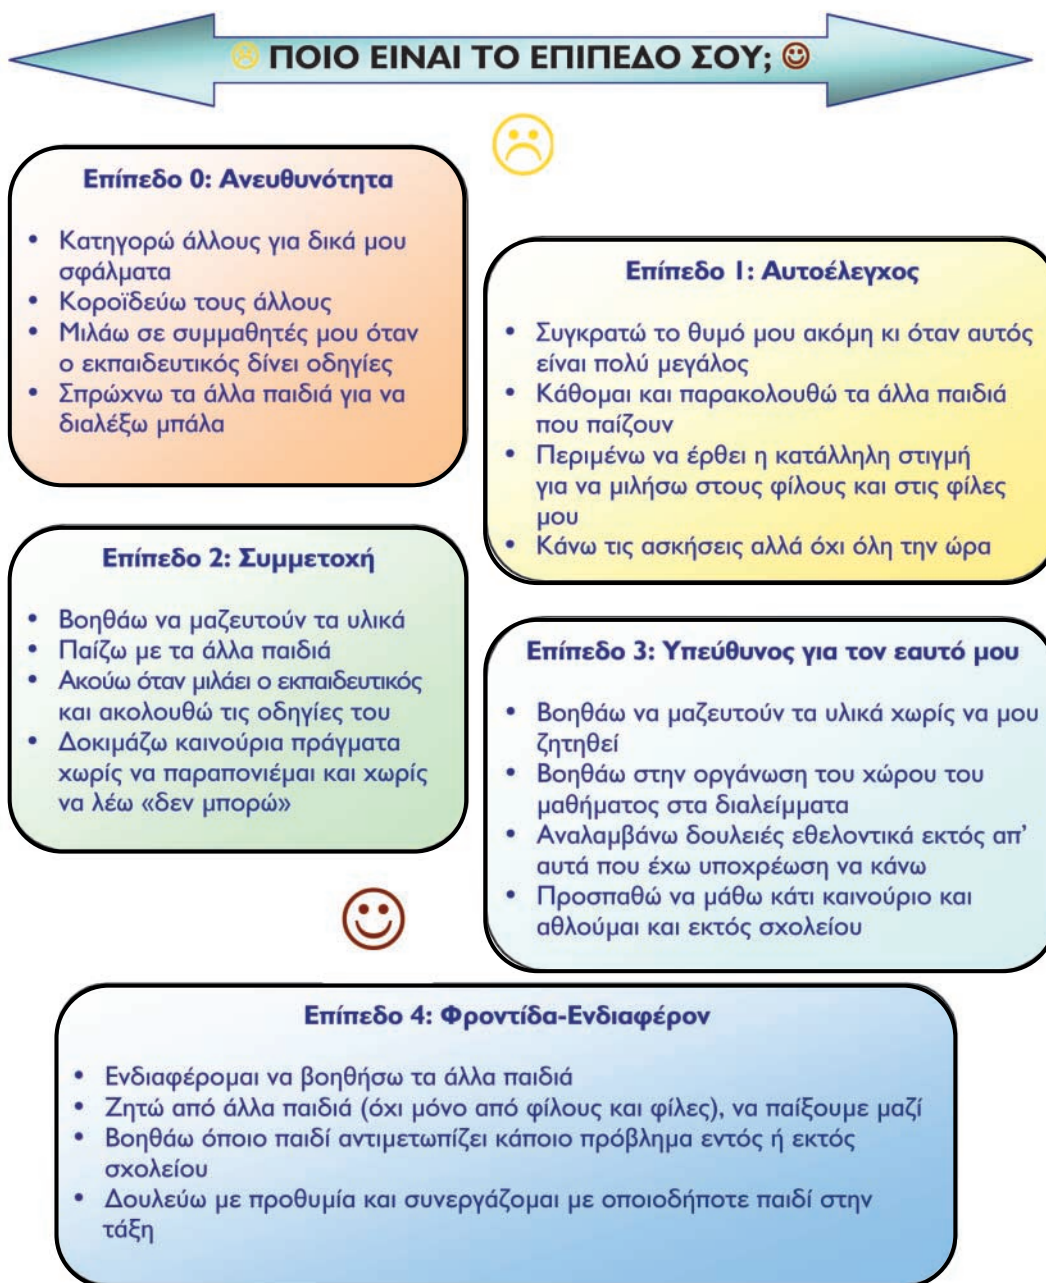 ΠΟΙΟ ΕΙΝΑΙ ΤΟ ΕΠΙΠΕΔΟ ΣΟΥ;
Επίπεδο 0: Ανευθυνότητα
• Κατηγορώ άλλους για δικά μου
σφάλματα
• Κοροϊδεύω τους άλλους
• Μιλάω σε συμμαθητές μου όταν
ο εκπαιδευτικός δίνει οδηγίες
• Σπρώχνω τα άλλα παιδιά για να
διαλέξω μπάλα
Επίπεδο 1: Αυτοέλεγχος
• Συγκρατώ το θυμό μου ακόμη κι όταν αυτός
είναι πολύ μεγάλος
• Κάθομαι και παρακολουθώ τα άλλα παιδιά
που παίζουν
• Περιμένω να έρθει η κατάλληλη στιγμή
για να μιλήσω στους φίλους και στις φίλες
μου
• Κάνω τις ασκήσεις αλλά όχι όλη την ώρα
Επίπεδο 2: Συμμετοχή
• Βοηθάω να μαζευτούν τα υλικά
• Παίζω με τα άλλα παιδιά
• Ακούω όταν μιλάει ο εκπαιδευτικός
και ακολουθώ τις οδηγίες του
• Δοκιμάζω καινούρια πράγματα
χωρίς να παραπονιέμαι και χωρίς
να λέω «δεν μπορώ»
Επίπεδο 3: Υπεύθυνος για τον εαυτό μου
• Βοηθάω να μαζευτούν τα υλικά χωρίς να μου
ζητηθεί
• Βοηθάω στην οργάνωση του χώρου του
μαθήματος στα διαλείμματα
• Αναλαμβάνω δουλειές εθελοντικά εκτός απ'
αυτά που έχω υποχρέωση να κάνω
• Προσπαθώ να μάθω κάτι καινούριο και
αθλούμαι και εκτός σχολείου
Επίπεδο 4: Φροντίδα-Ενδιαφέρον
• Ενδιαφέρομαι να βοηθήσω τα άλλα παιδιά
• Ζητώ από άλλα παιδιά (όχι μόνο από φίλους και φίλες), να παίξουμε μαζί
• Βοηθάω όποιο παιδί αντιμετωπίζει κάποιο πρόβλημα εντός ή εκτός
σχολείου
• Δουλεύω με προθυμία και συνεργάζομαι με οποιοδήποτε παιδί στην
τάξη